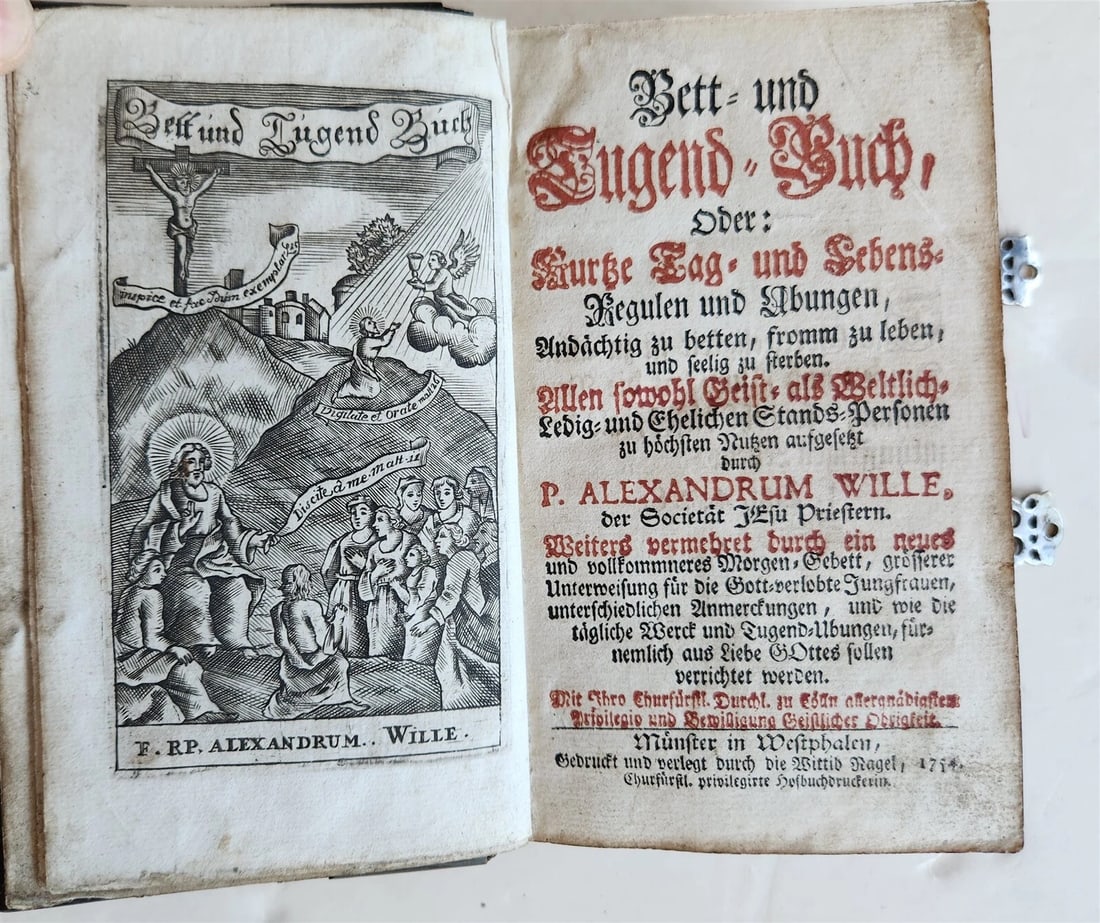 Bett und Tugend Buch
inspice et fac Scdum exemplar
Vigilate et Orate
Discite à me. Matt. 11
F. RP. ALEXANDRUM.. WILLE.
Bett- und
Tugend-Buch,
Oder:
Kurtze Tag- und Lebens-
Regulen und Ubungen,
Andächtig zu betten, fromm zu leben,
und seelig zu sterben.
Allen sowohl Geist- als Weltlich-
Ledig- und Ehelichen Stands-Personen
zu höchsten Nutzen aufgesetzt
durch
P. ALEXANDRUM WILLE,
der Societät JEsu Priestern.
Weiters vermehret durch ein neues
und vollkommneres Morgen-Gebett, grösserer
Unterweisung für die Gott-verlobte Jungfrauen,
unterschiedlichen Anmerckungen, und wie die
tägliche Werck und Tugend-Ubungen, für-
nemlich aus Liebe GOttes sollen
verrichtet werden.
Mit Ihro Churfürstl. Durchl. zu Cölln allergnädigsten
Privilegio und Bewilligung Geistlicher Obrigkeit.
Münster in Westphalen,
Gedruckt und verlegt durch die Wittib Nagel, 1754.
Churfürstl. privilegirte Hofbuchdruckerin.